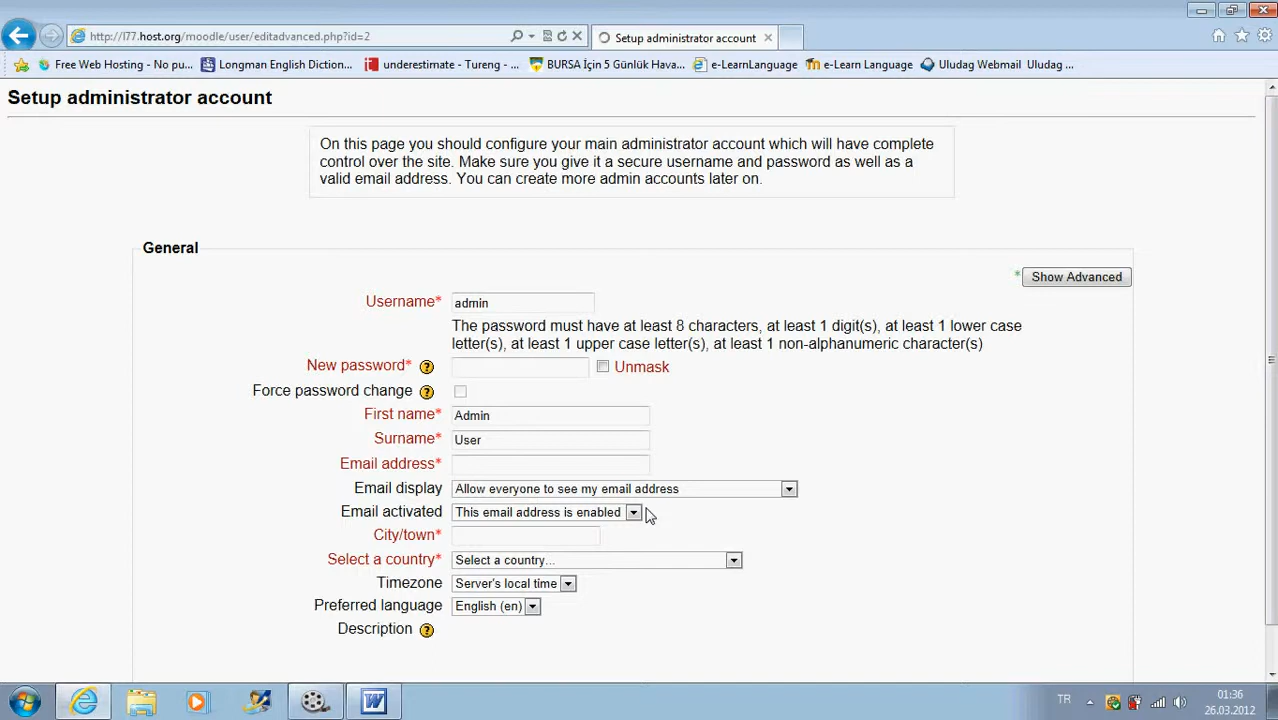 http://l77.host.org/moodle/user/editadvanced.php?id=2
Setup administrator account
Free Web Hosting - No pu...
Longman English Diction...
underestimate - Tureng - ...
BURSA İçin 5 Günlük Hava...
e-LearnLanguage
e-Learn Language
Uludag Webmail Uludag ...
Setup administrator account
On this page you should configure your main administrator account which will have complete
control over the site. Make sure you give it a secure username and password as well as a
valid email address. You can create more admin accounts later on.
General
* Show Advanced
Username* admin
The password must have at least 8 characters, at least 1 digit(s), at least 1 lower case
letter(s), at least 1 upper case letter(s), at least 1 non-alphanumeric character(s)
New password* ? Unmask
Force password change ?
First name* Admin
Surname* User
Email address*
Email display Allow everyone to see my email address
Email activated This email address is enabled
City/town*
Select a country* Select a country...
Timezone Server's local time
Preferred language English (en)
Description ?
TR
01:36
26.03.2012